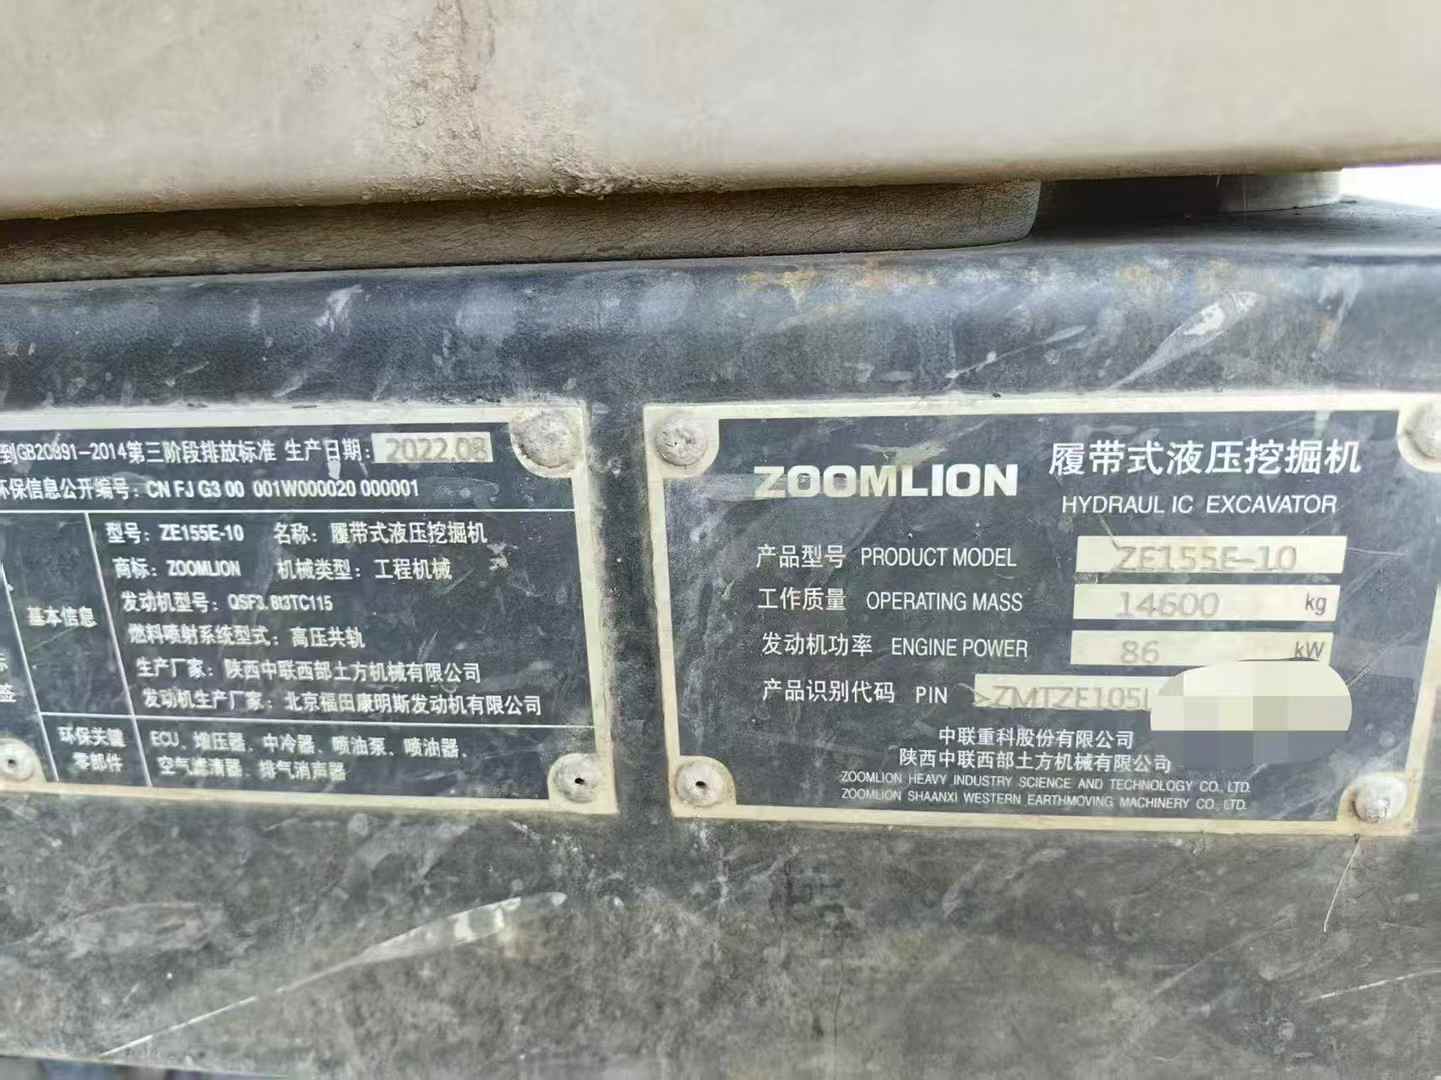 到GB20891-2014第三阶段排放标准 生产日期: 2022.08
环保信息公开编号: CN FJ G3 00 001W000020 000001
基本信息
型号: ZE155E-10 名称: 履带式液压挖掘机
商标: ZOOMLION 机械类型: 工程机械
发动机型号: QSF3.8t3TC115
燃料喷射系统型式: 高压共轨
生产厂家: 陕西中联西部土方机械有限公司
发动机生产厂家: 北京福田康明斯发动机有限公司
签
环保关键
零部件
ECU、增压器、中冷器、喷油泵、喷油器、
空气滤清器、排气消声器
ZOOMLION 履带式液压挖掘机
HYDRAULIC EXCAVATOR
产品型号 PRODUCT MODEL ZE155E-10
工作质量 OPERATING MASS 14600 kg
发动机功率 ENGINE POWER 86 kW
产品识别代码 PIN >ZMTZE105
中联重科股份有限公司
陕西中联西部土方机械有限公司
ZOOMLION HEAVY INDUSTRY SCIENCE AND TECHNOLOGY CO., LTD.
ZOOMLION SHAANXI WESTERN EARTHMOVING MACHINERY CO., LTD.